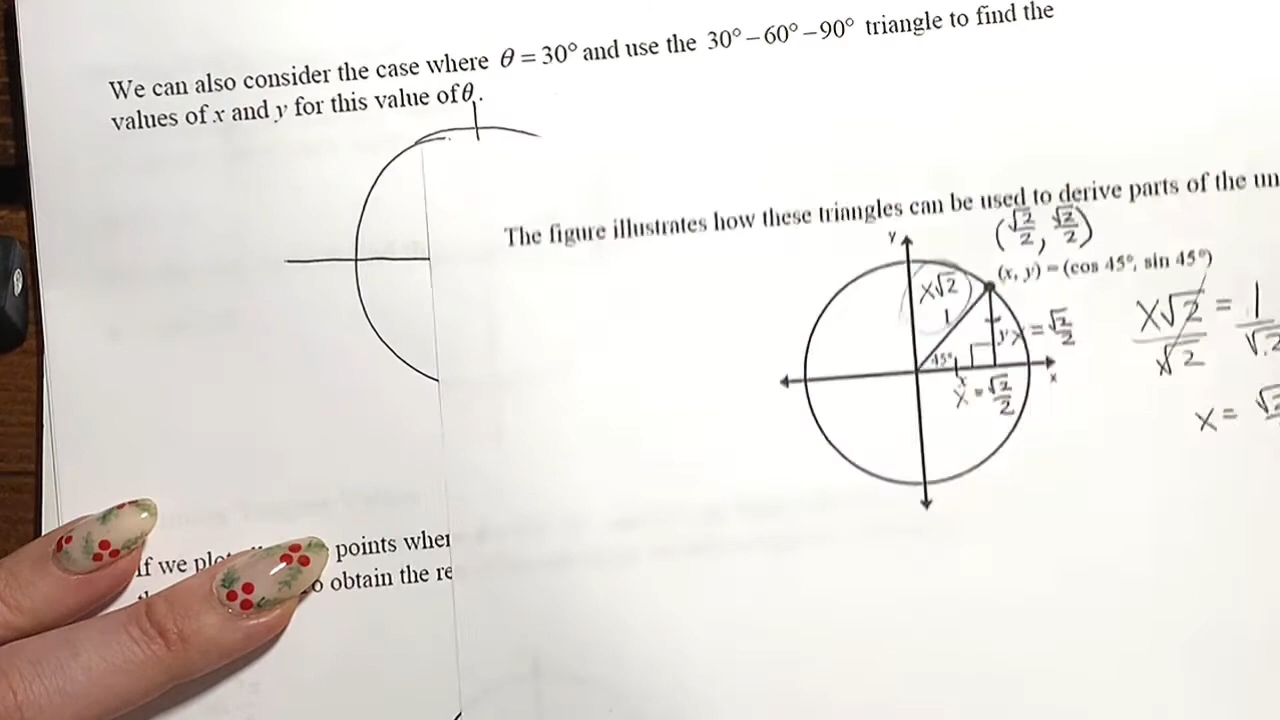 We can also consider the case where θ = 30° and use the 30° – 60° – 90° triangle to find the
values of x and y for this value of θ.
The figure illustrates how these triangles can be used to derive parts of the un
(√2/2, √2/2)
(x, y) = (cos 45°, sin 45°)
y
x√2
1
y x = √2/2
45°
x
x
x = √2/2
x√2/√2 = 1/√2
x = √
If we plot points wher
o obtain the re